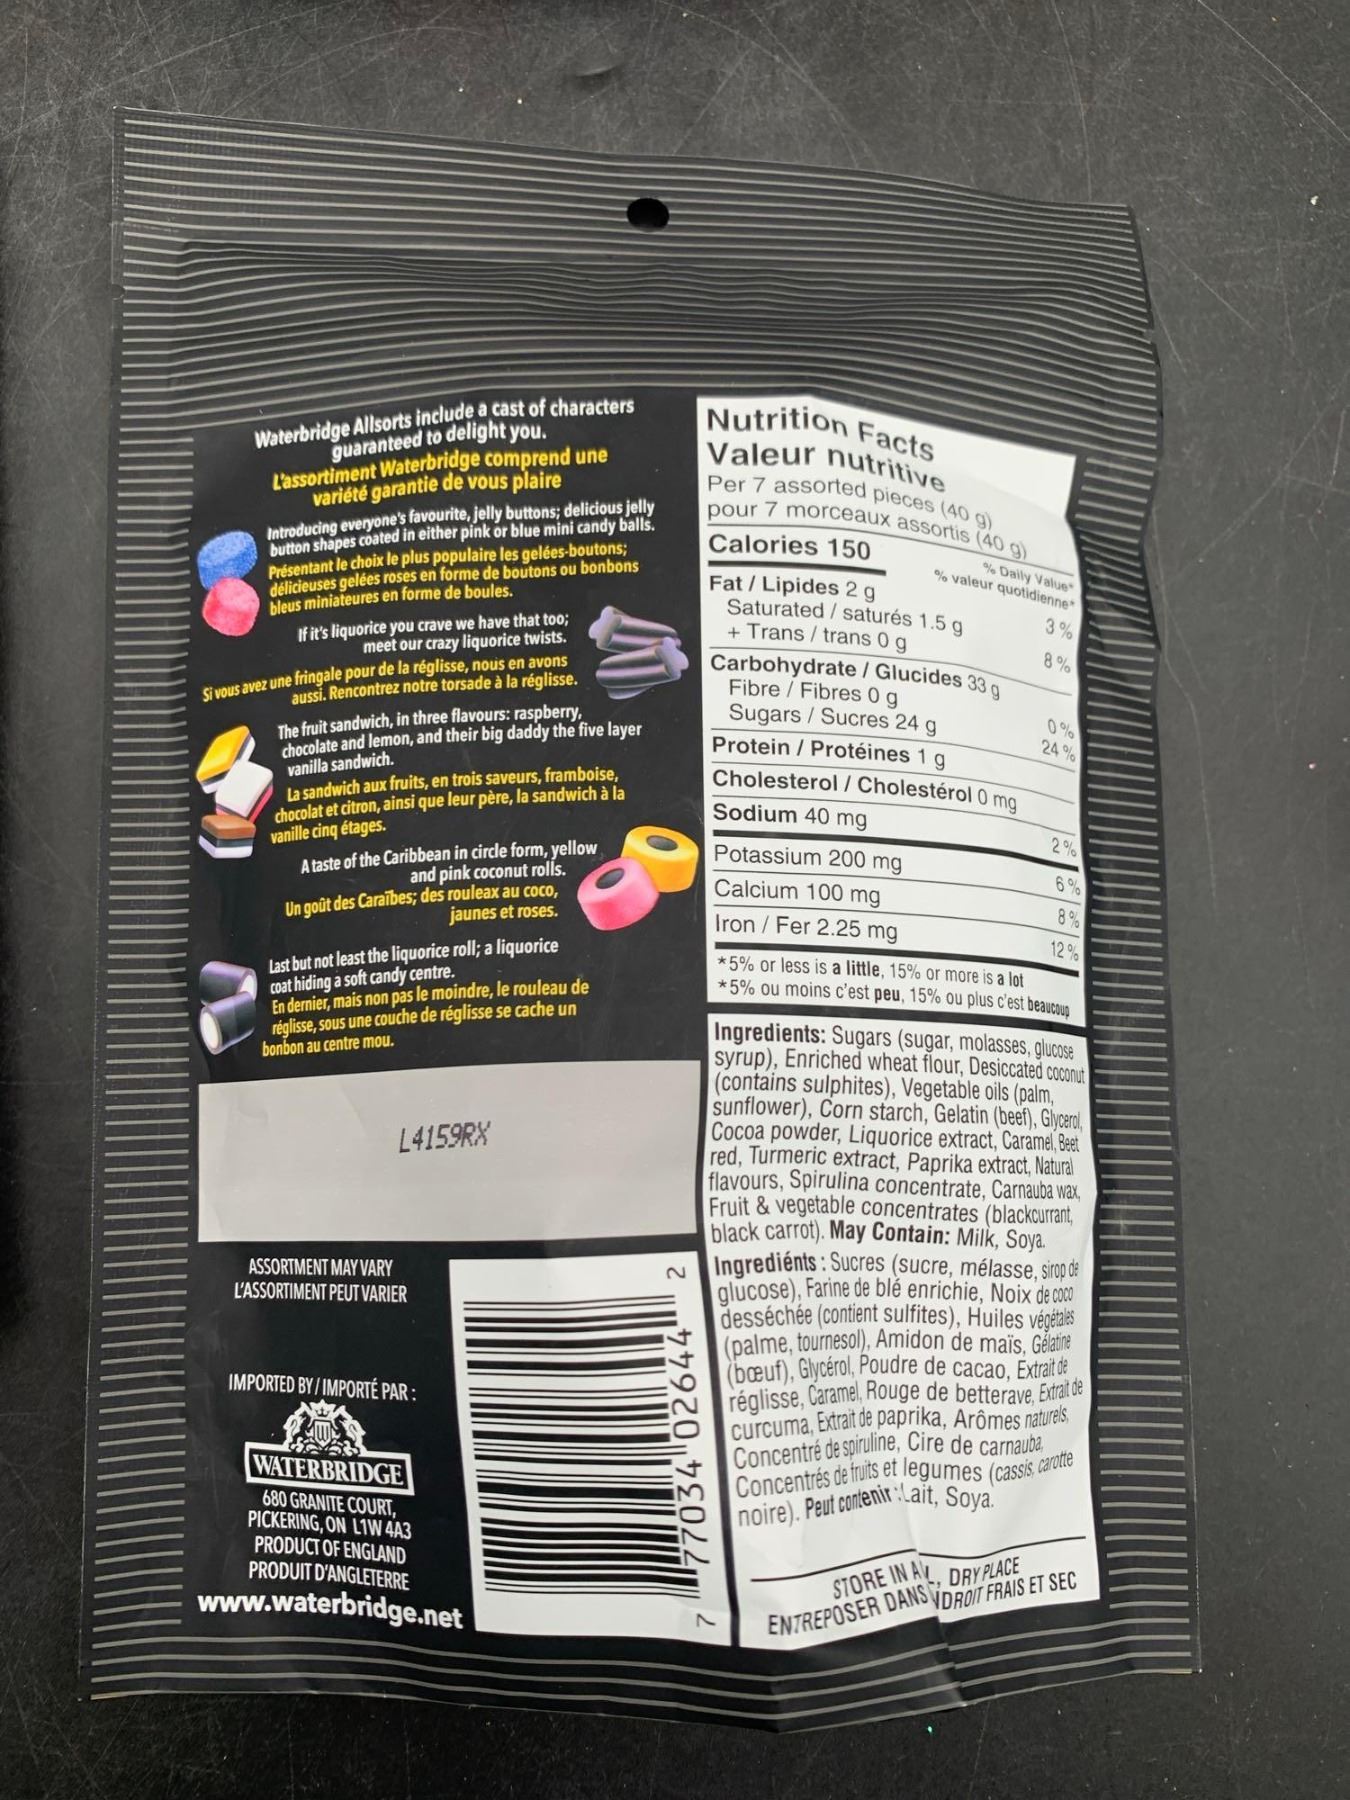 Waterbridge Allsorts include a cast of characters
guaranteed to delight you.
L'assortiment Waterbridge comprend une
variété garantie de vous plaire
Introducing everyone's favourite, jelly buttons; delicious jelly
button shapes coated in either pink or blue mini candy balls.
Présentant le choix le plus populaire les gelées-boutons;
délicieuses gelées roses en forme de boutons ou bonbons
bleus miniatures en forme de boules.
If it's liquorice you crave we have that too;
meet our crazy liquorice twists.
Si vous avez une fringale pour de la réglisse, nous en avons
aussi. Rencontrez notre torsade à la réglisse.
The fruit sandwich, in three flavours: raspberry,
chocolate and lemon, and their big daddy the five layer
vanilla sandwich.
La sandwich aux fruits, en trois saveurs, framboise,
chocolat et citron, ainsi que leur père, la sandwich à la
vanille cinq étages.
A taste of the Caribbean in circle form, yellow
and pink coconut rolls.
Un goût des Caraïbes; des rouleax au coco,
jaunes et roses.
Last but not least the liquorice roll; a liquorice
coat hiding a soft candy centre.
En dernier, mais non pas le moindre, le rouleau de
réglisse, sous une couche de réglisse se cache un
bonbon au centre mou.
L4159RX
ASSORTMENT MAY VARY
L'ASSORTIMENT PEUT VARIER
IMPORTED BY / IMPORTÉ PAR :
WATERBRIDGE
680 GRANITE COURT,
PICKERING, ON L1W 4A3
PRODUCT OF ENGLAND
PRODUIT D'ANGLETERRE
www.waterbridge.net
7 77034 02644 2
Nutrition Facts
Valeur nutritive
Per 7 assorted pieces (40 g)
pour 7 morceaux assortis (40 g)
Calories 150
% Daily Value*
% valeur quotidienne*
Fat / Lipides 2 g 3 %
Saturated / saturés 1.5 g
+ Trans / trans 0 g 8 %
Carbohydrate / Glucides 33 g
Fibre / Fibres 0 g 0 %
Sugars / Sucres 24 g 24 %
Protein / Protéines 1 g
Cholesterol / Cholestérol 0 mg
Sodium 40 mg 2 %
Potassium 200 mg 6 %
Calcium 100 mg 8 %
Iron / Fer 2.25 mg 12 %
*5% or less is a little, 15% or more is a lot
*5% ou moins c'est peu, 15% ou plus c'est beaucoup
Ingredients: Sugars (sugar, molasses, glucose
syrup), Enriched wheat flour, Desiccated coconut
(contains sulphites), Vegetable oils (palm,
sunflower), Corn starch, Gelatin (beef), Glycerol,
Cocoa powder, Liquorice extract, Caramel, Beet
red, Turmeric extract, Paprika extract, Natural
flavours, Spirulina concentrate, Carnauba wax,
Fruit & vegetable concentrates (blackcurrant,
black carrot). May Contain: Milk, Soya.
Ingrediénts : Sucres (sucre, mélasse, sirop de
glucose), Farine de blé enrichie, Noix de coco
desséchée (contient sulfites), Huiles végétales
(palme, tournesol), Amidon de maïs, Gélatine
(bœuf), Glycérol, Poudre de cacao, Extrait de
réglisse, Caramel, Rouge de betterave, Extrait de
curcuma, Extrait de paprika, Arômes naturels,
Concentré de spiruline, Cire de carnauba,
Concentrés de fruits et legumes (cassis, carotte
noire). Peut contenir : Lait, Soya.
STORE IN A DRY PLACE
ENTREPOSER DANS FRAIS ET SEC